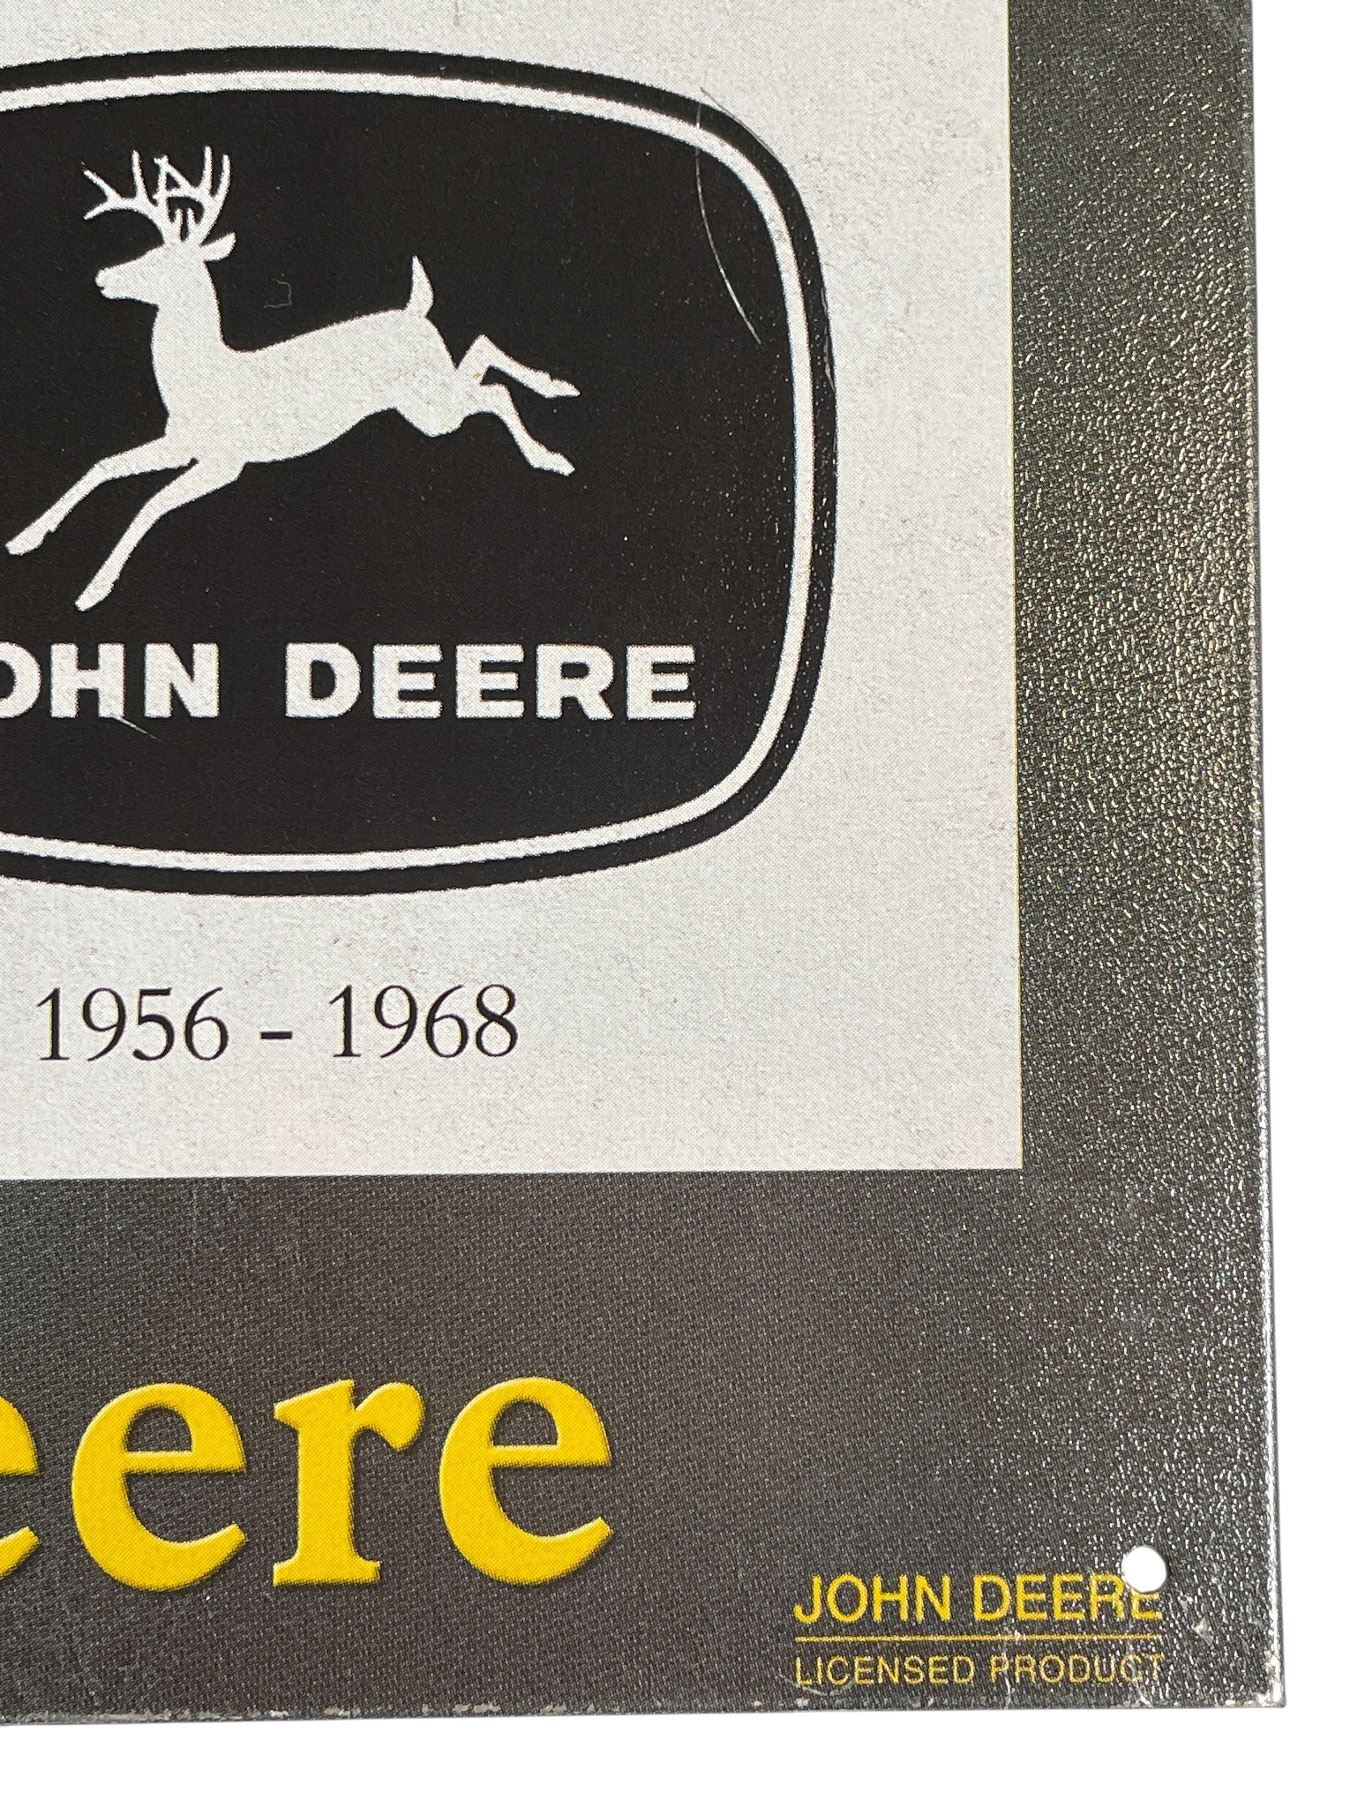 OHN DEERE
1956 - 1968
eere
JOHN DEERE
LICENSED PRODUCT